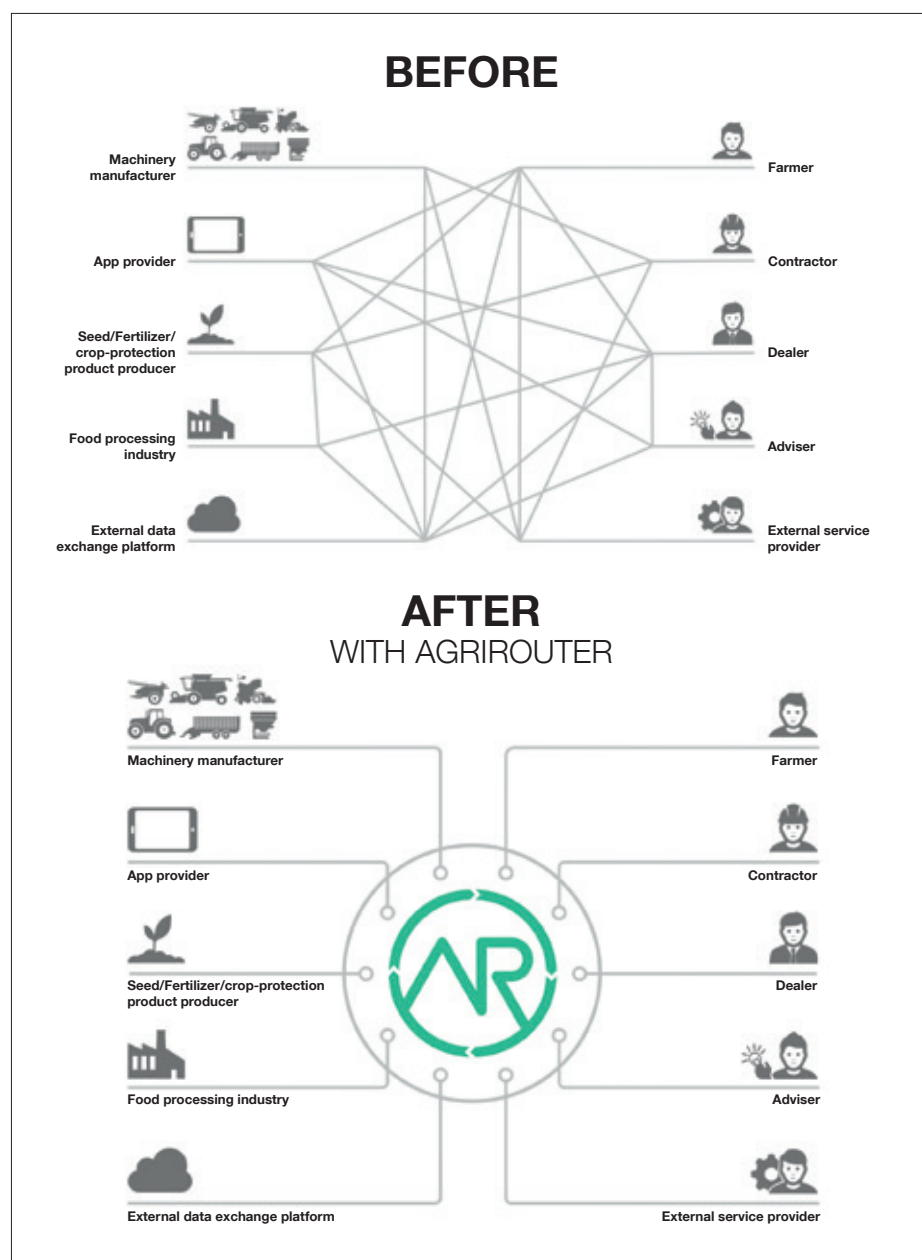 BEFORE
Machinery
manufacturer
Farmer
App provider
Contractor
Seed/Fertilizer/
crop-protection
product producer
Dealer
Food processing
industry
Adviser
External data
exchange platform
External service
provider
AFTER
WITH AGRIROUTER
Machinery manufacturer
Farmer
App provider
Contractor
AR
Seed/Fertilizer/crop-protection
product producer
Dealer
Food processing industry
Adviser
External data exchange platform
External service provider